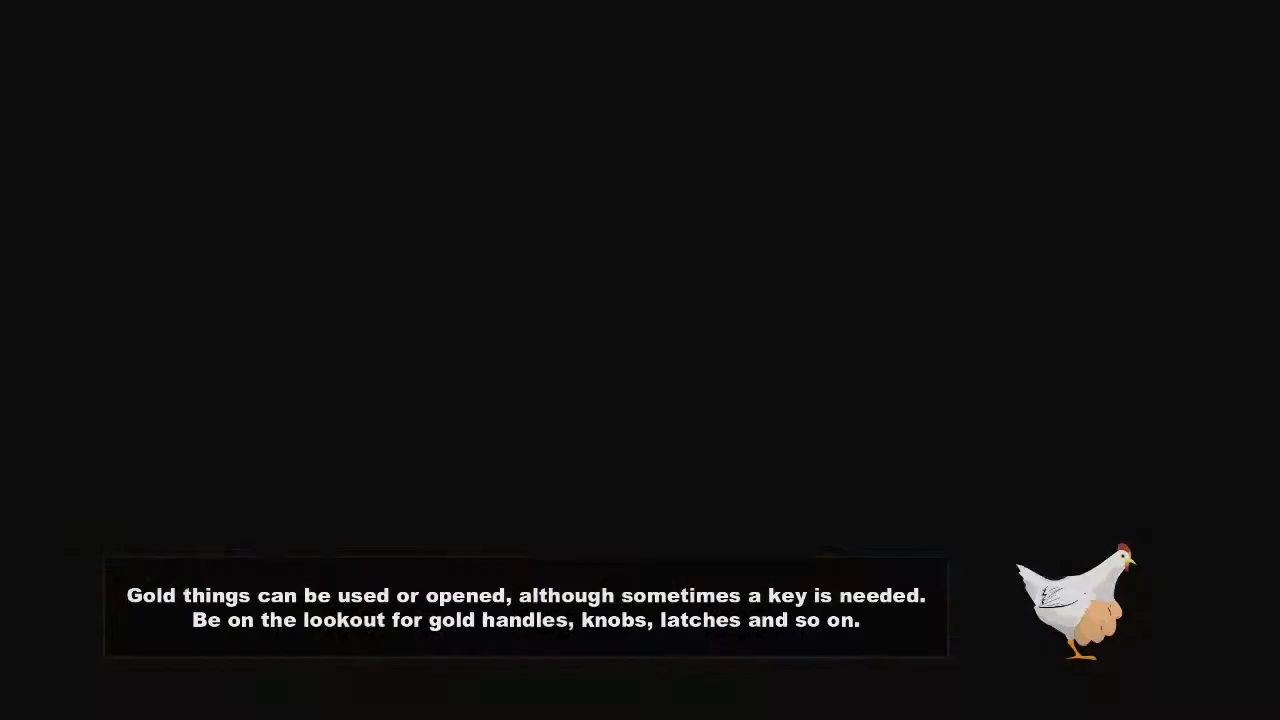 Gold things can be used or opened, although sometimes a key is needed.
Be on the lookout for gold handles, knobs, latches and so on.